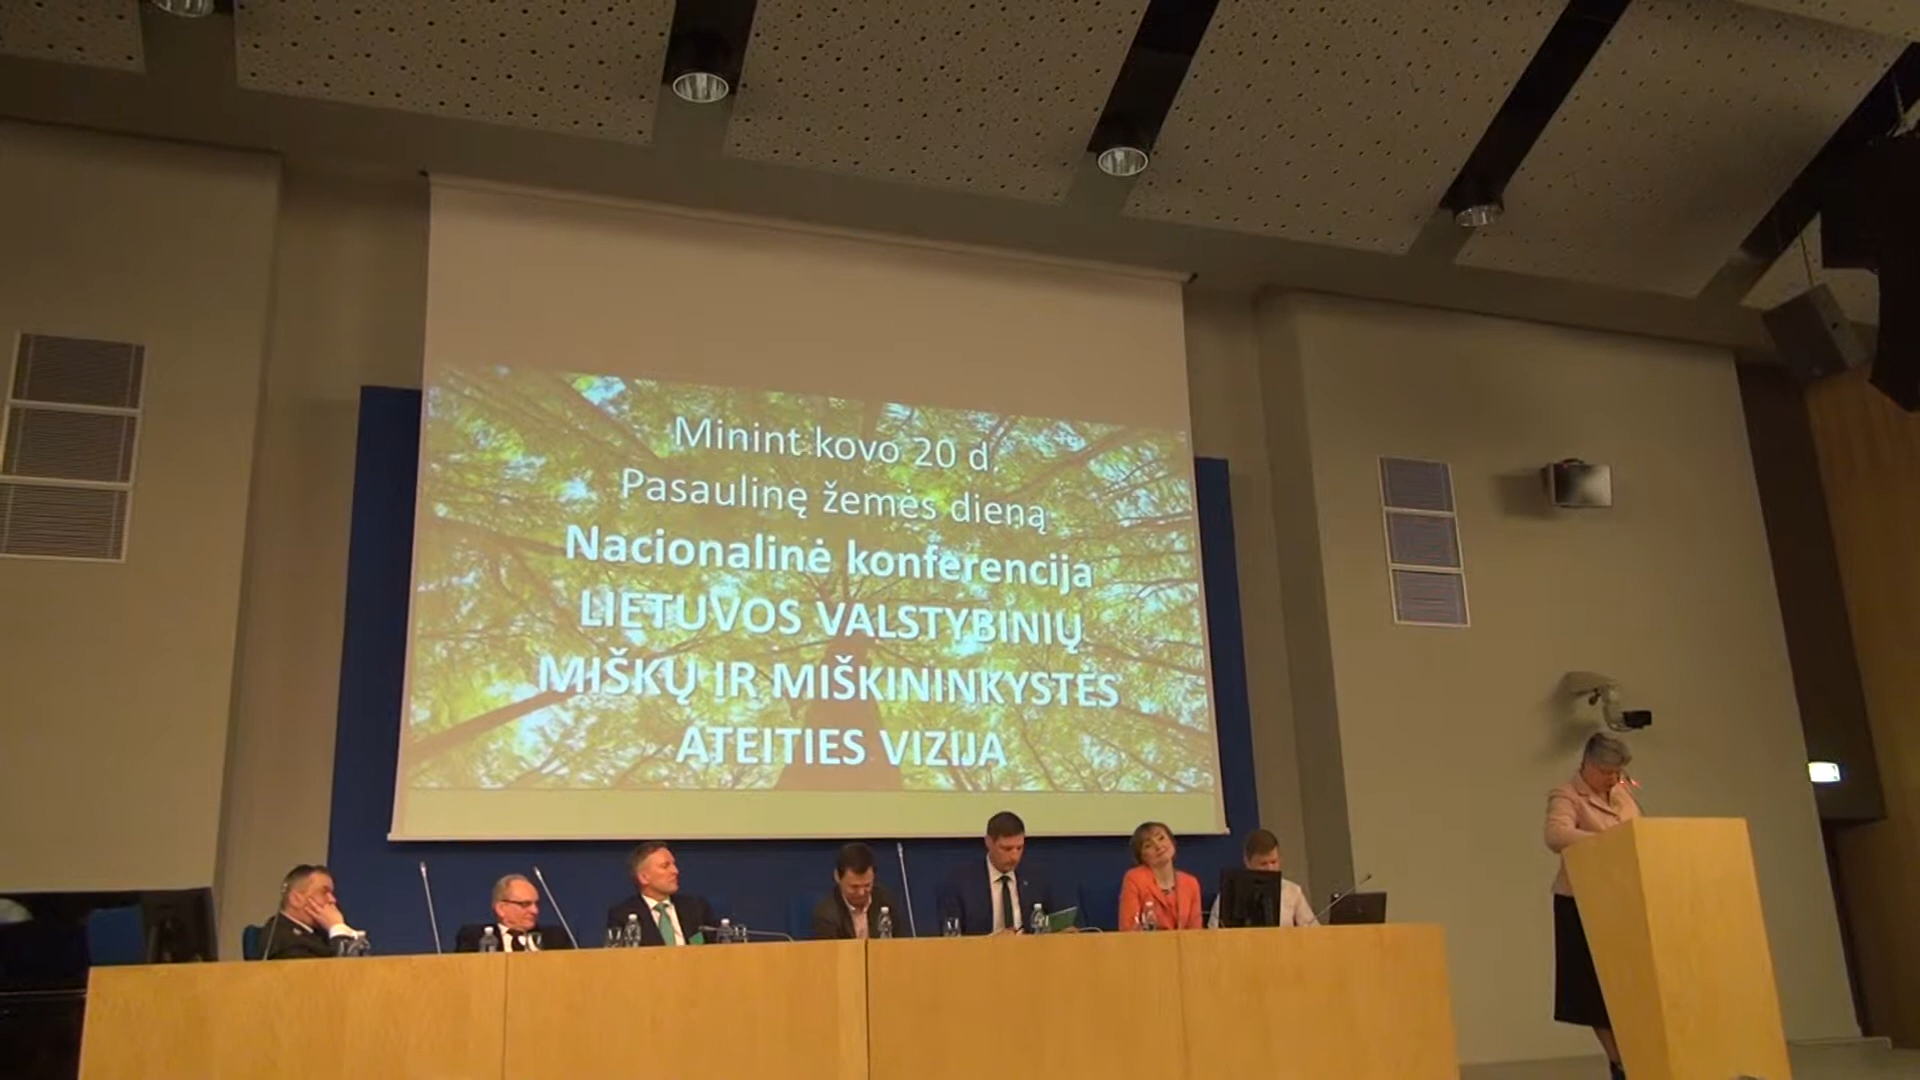 Minint kovo 20 d.
Pasaulinę žemės dieną
Nacionalinė konferencija
LIETUVOS VALSTYBINIŲ
MIŠKŲ IR MIŠKININKYSTĖS
ATEITIES VIZIJA